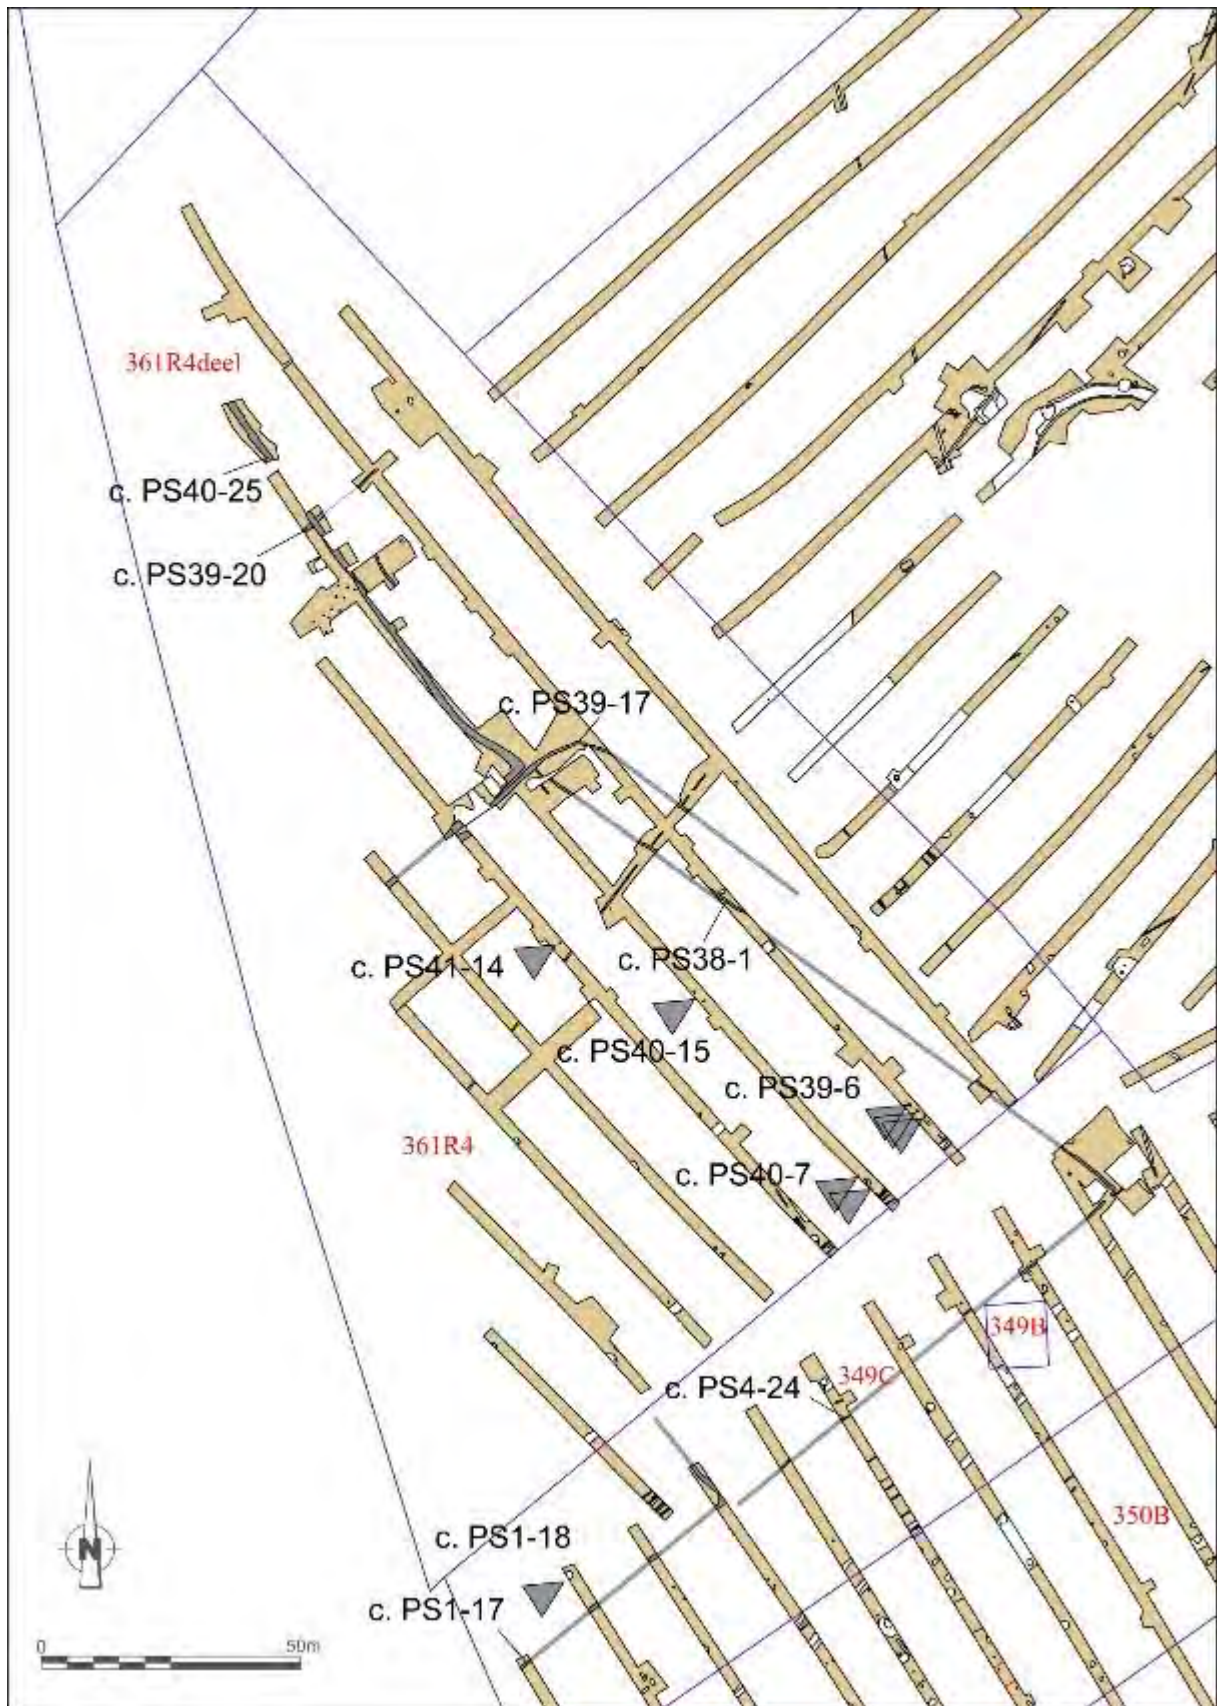 361R4deel
c. PS40-25
c. PS39-20
c. PS39-17
c. PS41-14
c. PS38-1
c. PS40-15
c. PS39-6
361R4
c. PS40-7
349B
349C
c. PS4-24
350B
c. PS1-18
N
c. PS1-17
0 50m